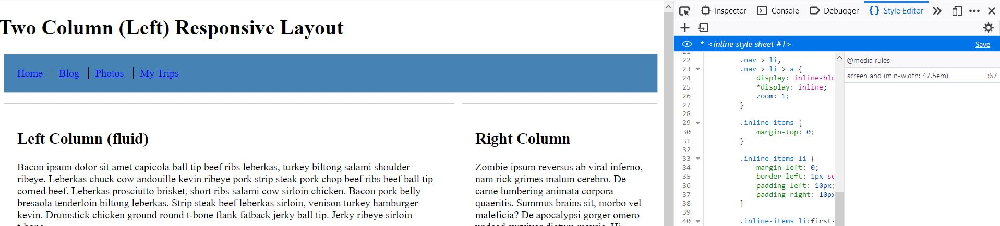 Two Column (Left) Responsive Layout
Home Blog Photos My Trips
Left Column (fluid)
Bacon ipsum dolor sit amet capicola ball tip beef ribs leberkas, turkey biltong salami shoulder
ribeye. Leberkas chuck cow andouille kevin ribeye pork strip steak pork chop beef ribs beef ball tip
corned beef. Leberkas prosciutto brisket, short ribs salami cow sirloin chicken. Bacon pork belly
bresaola tenderloin biltong leberkas. Strip steak beef leberkas sirloin, venison turkey hamburger
kevin. Drumstick chicken ground round t-bone flank fatback jerky ball tip. Jerky ribeye sirloin
Right Column
Zombie ipsum reversus ab viral inferno,
nam rick grimes malum cerebro. De
carne lumbering animata corpora
quaeritis. Summus brains sit, morbo vel
maleficia? De apocalypsi gorger omero
Inspector Console Debugger {} Style Editor
* <inline style sheet #1> Save
21
22 .nav > li,
23 .nav > li > a {
24 display: inline-blo
25 *display: inline;
26 zoom: 1;
27 }
28
29 .inline-items {
30 margin-top: 0;
31 }
32
33 .inline-items li {
34 margin-left: 0;
35 border-left: 1px so
36 padding-left: 10px;
37 padding-right: 10px
38 }
39
40 .inline-items li:first-
@media rules
screen and (min-width: 47.5em) :67